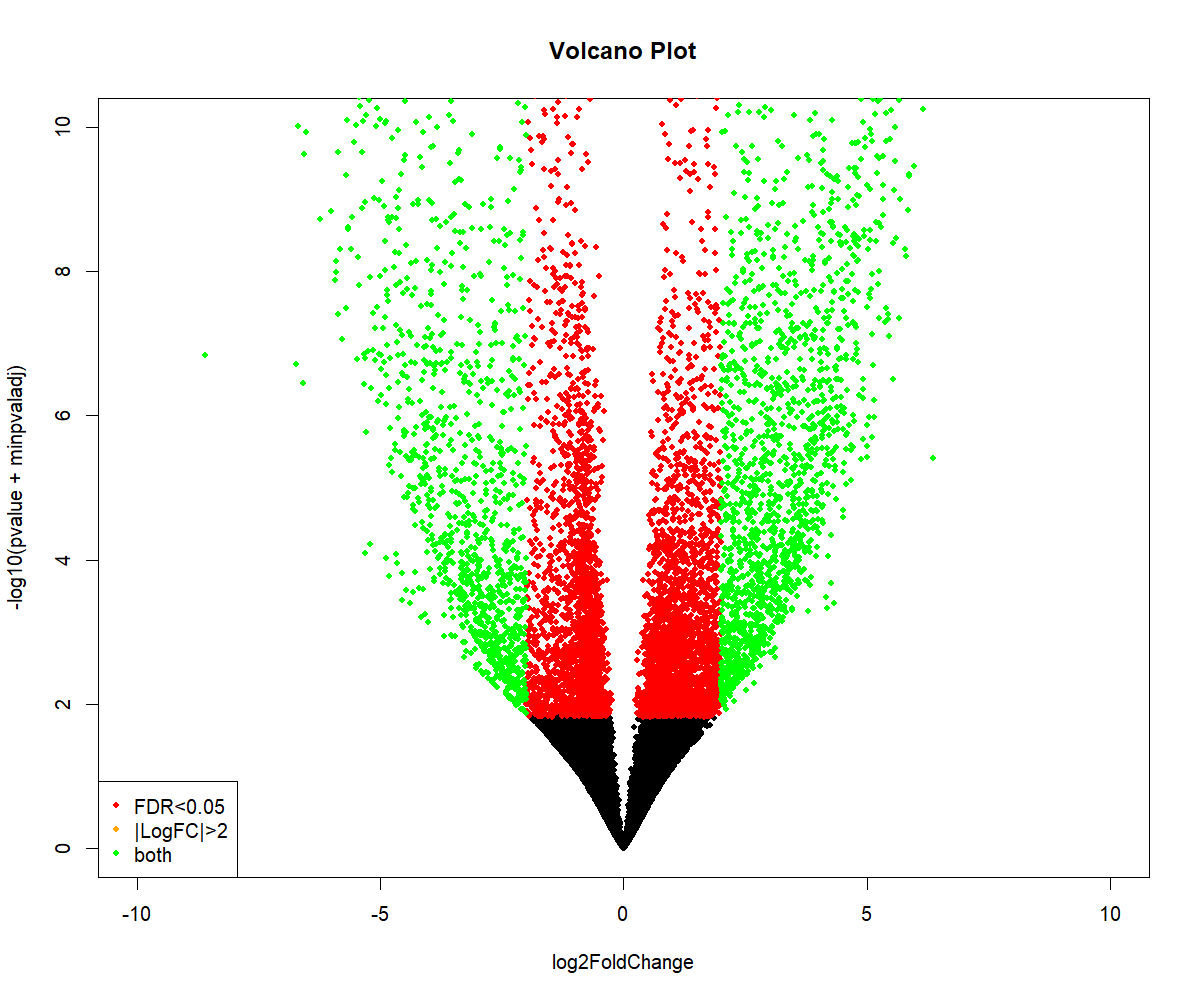 Volcano Plot
-log10(pvalue + minpvaladj)
10
8
6
4
2
0
FDR<0.05
|LogFC|>2
both
-10
-5
0
5
10
log2FoldChange